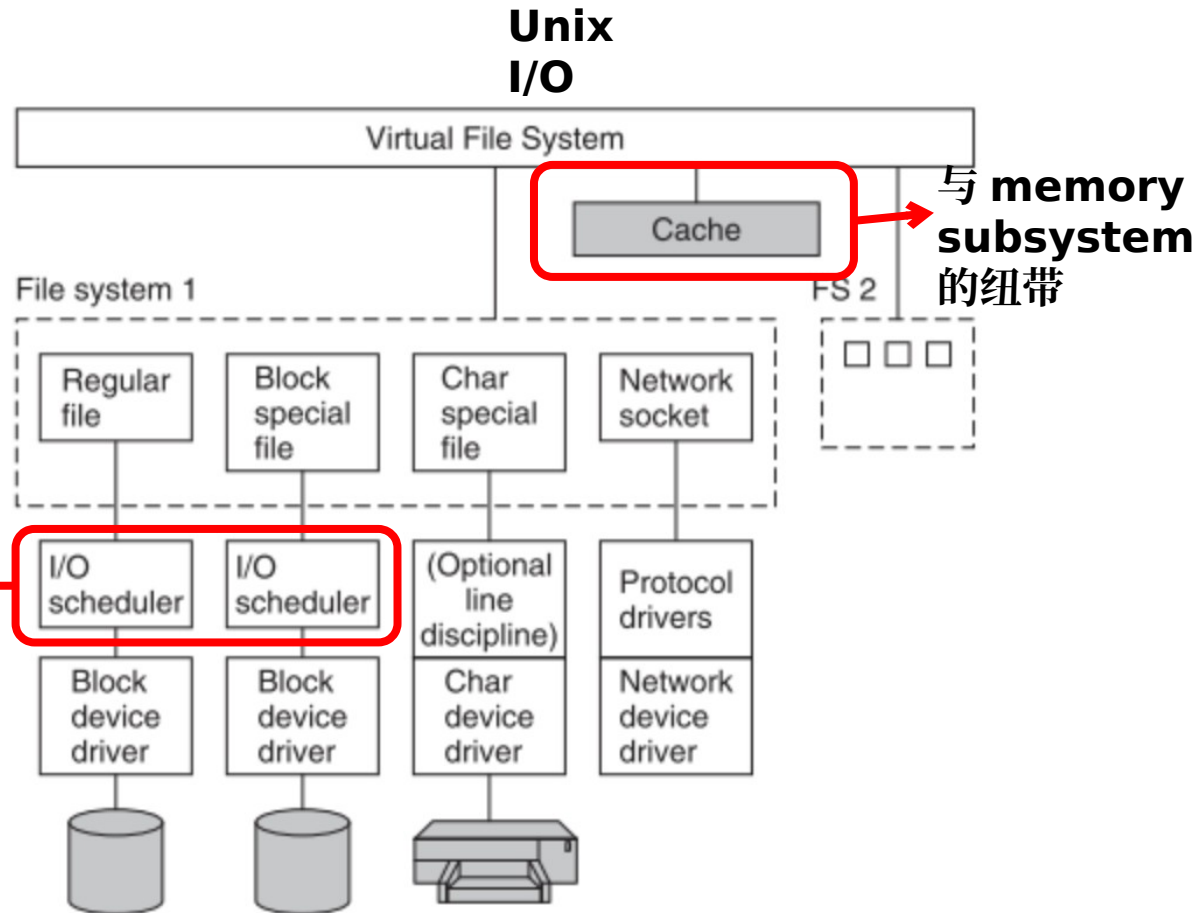 Unix
I/O
Virtual File System
Cache
与 memory
subsystem
的纽带
File system 1
FS 2
Regular
file
Block
special
file
Char
special
file
Network
socket
I/O
scheduler
I/O
scheduler
(Optional
line
discipline)
Protocol
drivers
Block
device
driver
Block
device
driver
Char
device
driver
Network
device
driver